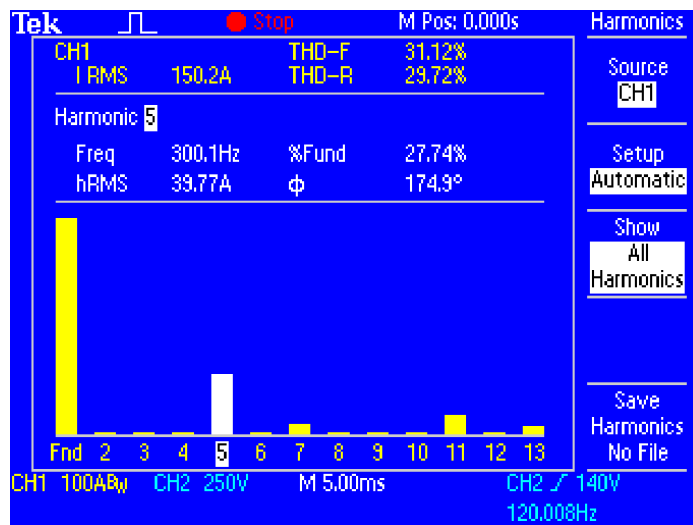 Tek Stop M Pos: 0.000s Harmonics
CH1 THD-F 31.12%
I RMS 150.2A THD-R 29.72%
Source
CH1
Harmonic 5
Freq 300.1Hz %Fund 27.74%
hRMS 39.77A ϕ 174.9°
Setup
Automatic
Show
All
Harmonics
Save
Harmonics
No File
Fnd 2 3 4 5 6 7 8 9 10 11 12 13
CH1 100ABw CH2 250V M 5.00ms CH2 140V
120.008Hz